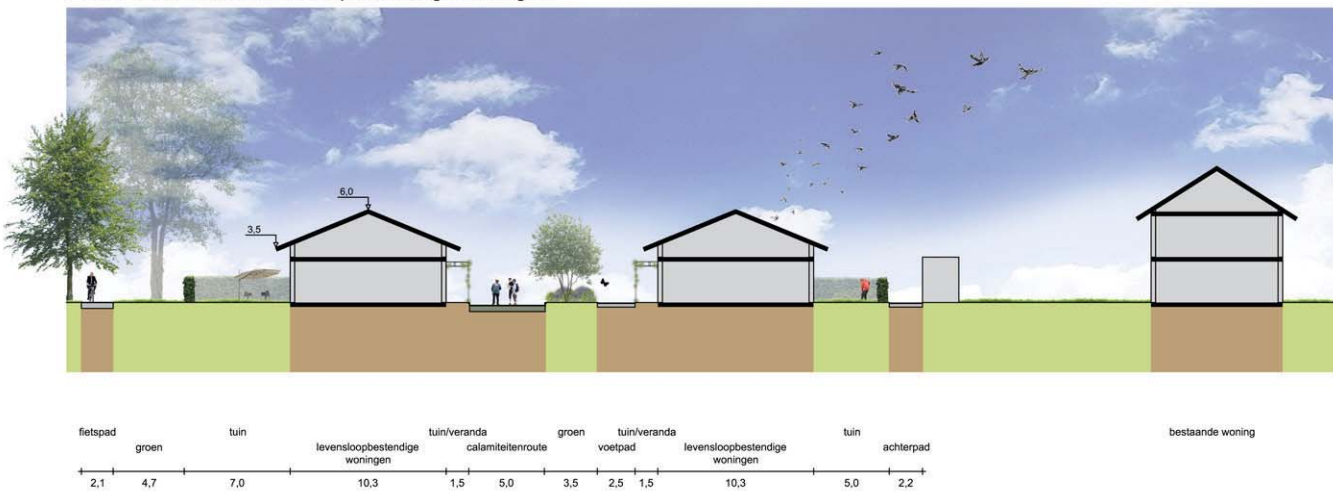 6,0
3,5
fietspad tuin tuin/veranda groen tuin/veranda tuin bestaande woning
groen levensloopbestendige calamiteitenroute voetpad levensloopbestendige achterpad
woningen woningen
2,1 4,7 7,0 10,3 1,5 5,0 3,5 2,5 1,5 10,3 5,0 2,2